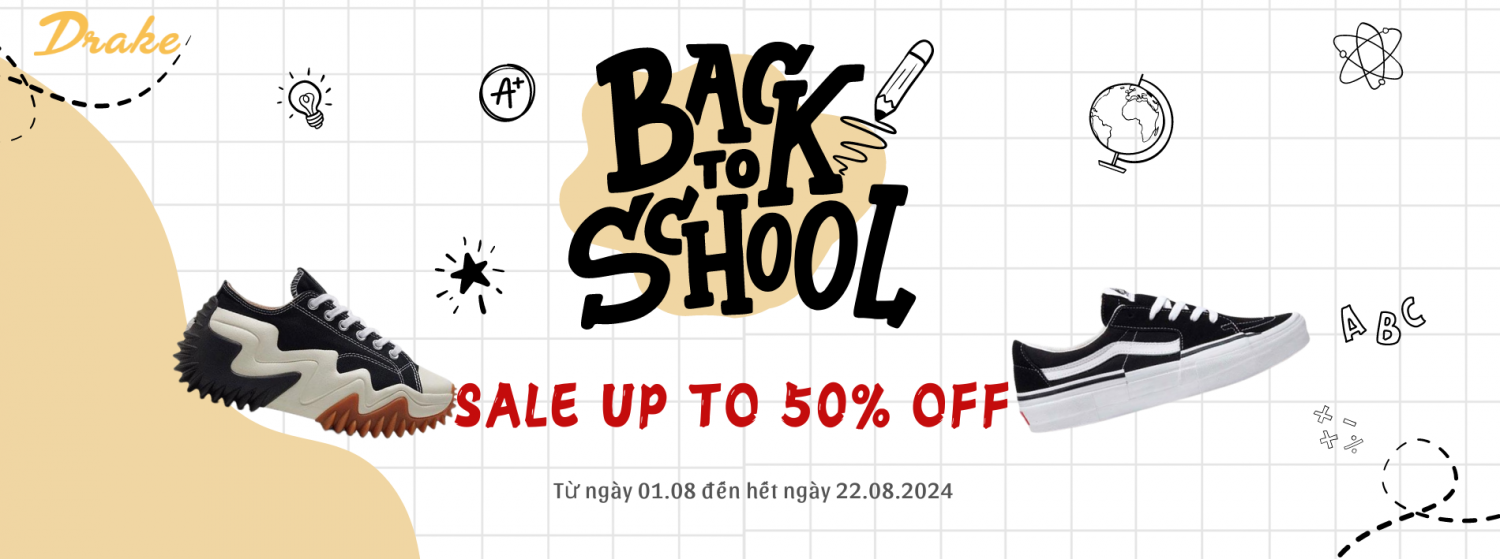 Drake
A+
BACK
TO
SCHOOL
ABC
SALE UP TO 50% OFF
Từ ngày 01.08 đến hết ngày 22.08.2024